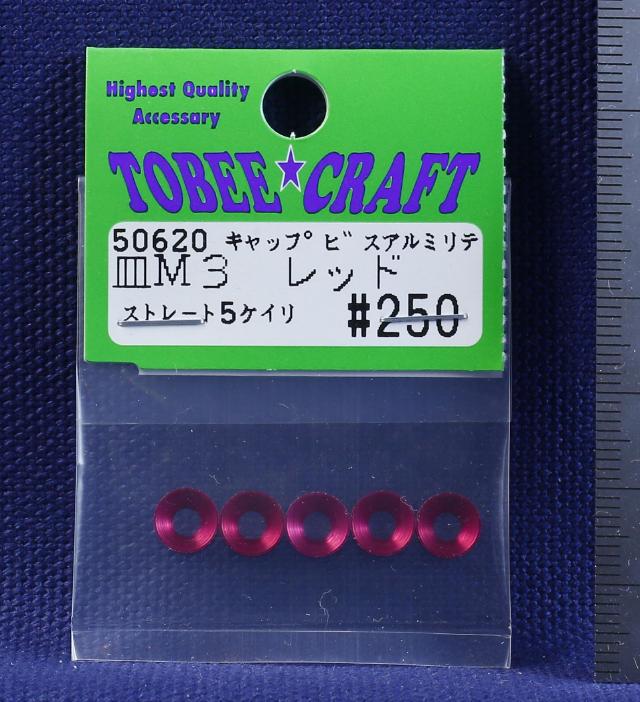 Highest Quality
Accessary
TOBEE★CRAFT
50620 キャップビスアルミリテ
皿M3 レッド
ストレート5ケイリ
#250